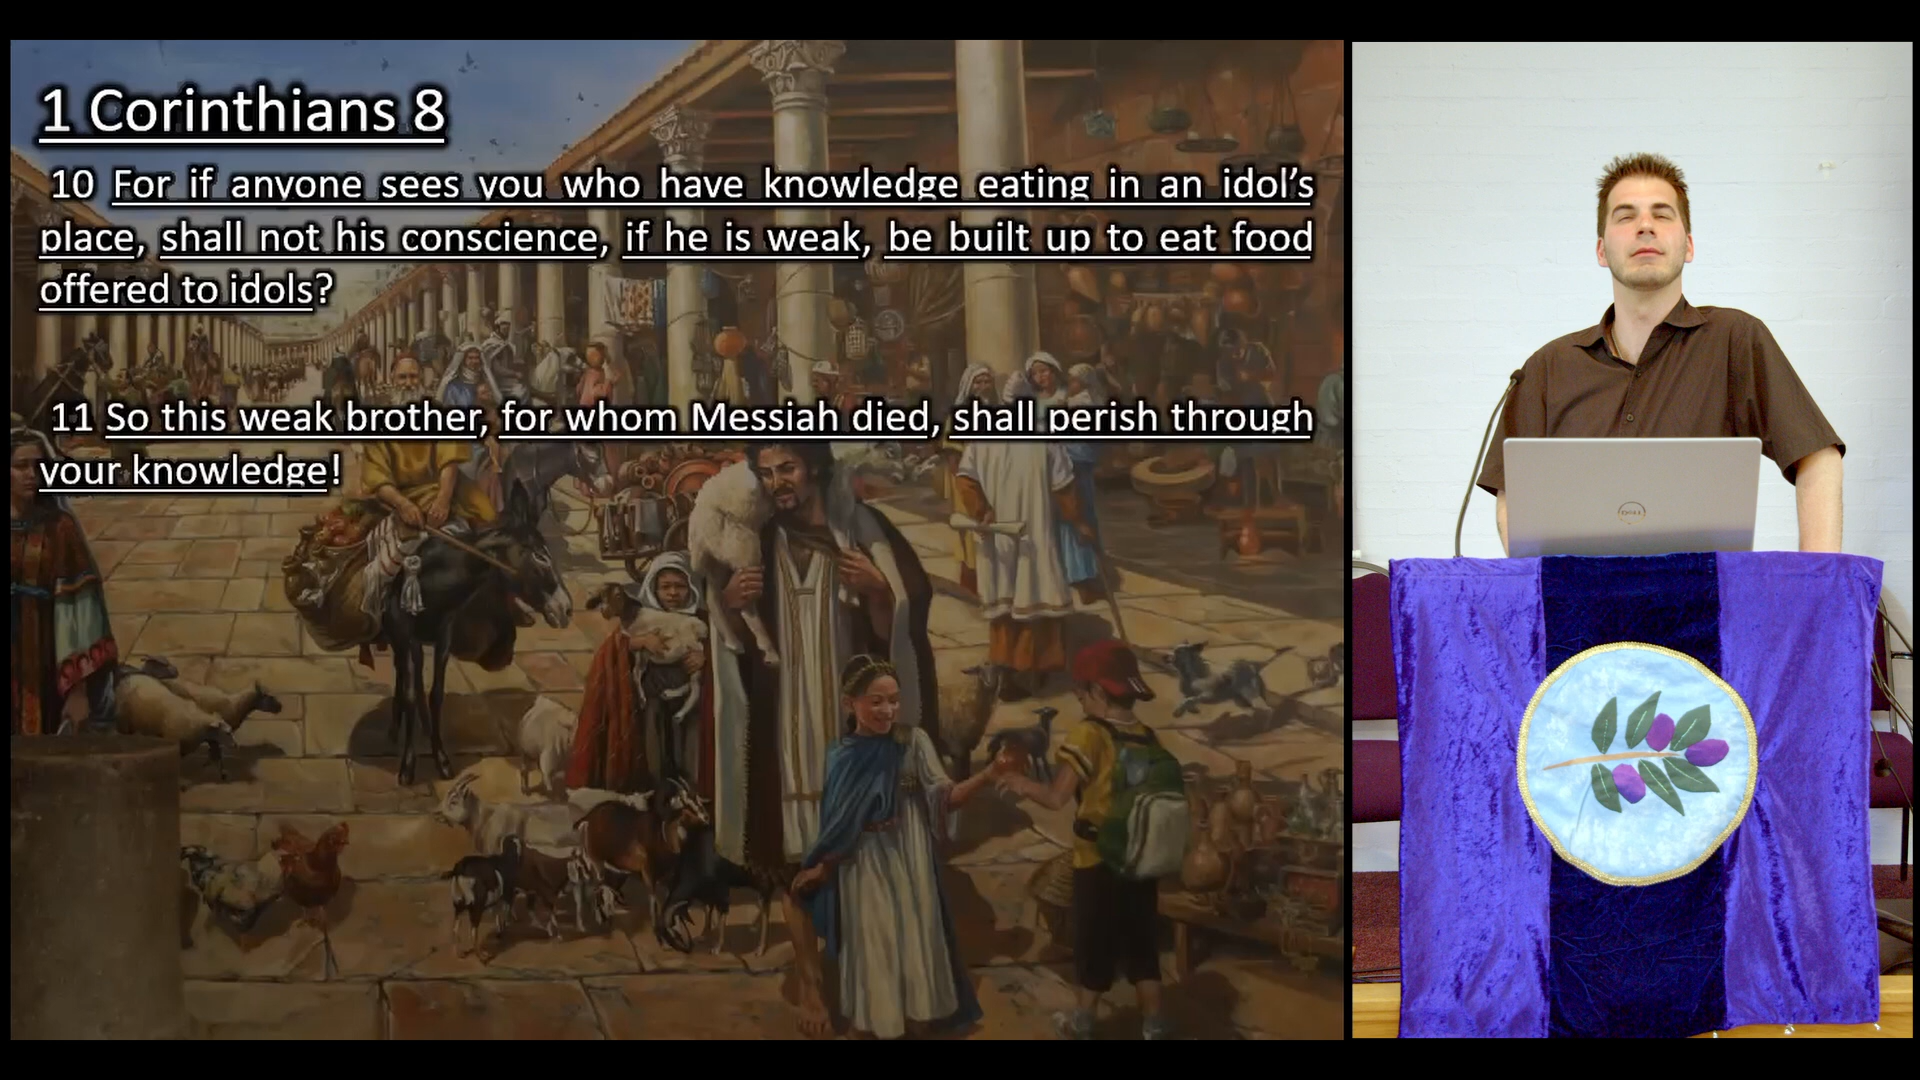 1 Corinthians 8
10 For if anyone sees you who have knowledge eating in an idol’s
place, shall not his conscience, if he is weak, be built up to eat food
offered to idols?
11 So this weak brother, for whom Messiah died, shall perish through
your knowledge!
DELL